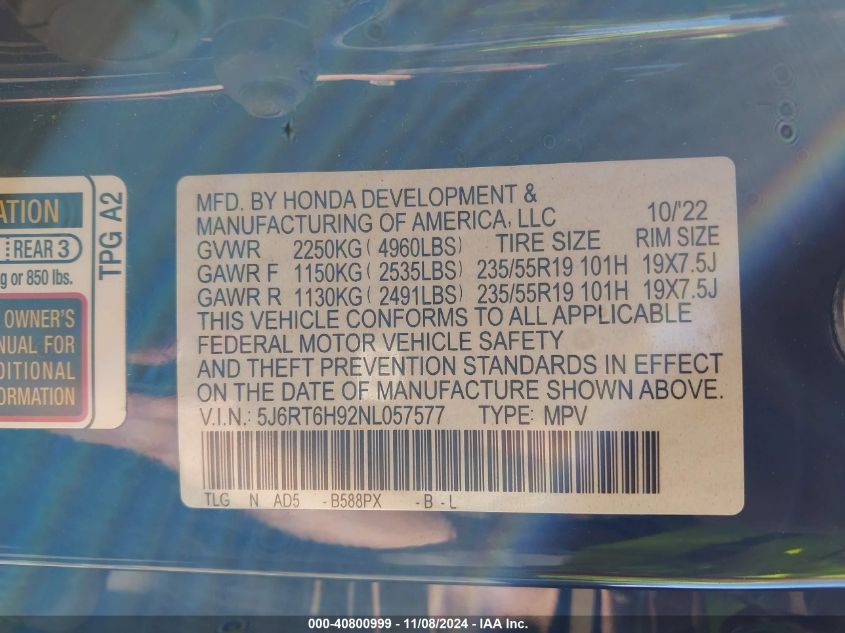 ATION
REAR 3
g or 850 lbs.
OWNER'S
NUAL FOR
DITIONAL
FORMATION
TPG A2
MFD. BY HONDA DEVELOPMENT &
MANUFACTURING OF AMERICA, LLC 10/'22
GVWR 2250KG ( 4960LBS) TIRE SIZE RIM SIZE
GAWR F 1150KG ( 2535LBS) 235/55R19 101H 19X7.5J
GAWR R 1130KG ( 2491LBS) 235/55R19 101H 19X7.5J
THIS VEHICLE CONFORMS TO ALL APPLICABLE
FEDERAL MOTOR VEHICLE SAFETY
AND THEFT PREVENTION STANDARDS IN EFFECT
ON THE DATE OF MANUFACTURE SHOWN ABOVE.
V.I.N.: 5J6RT6H92NL057577 TYPE: MPV
TLG N AD5 -B588PX -B-L
000-40800999 - 11/08/2024 - IAA Inc.